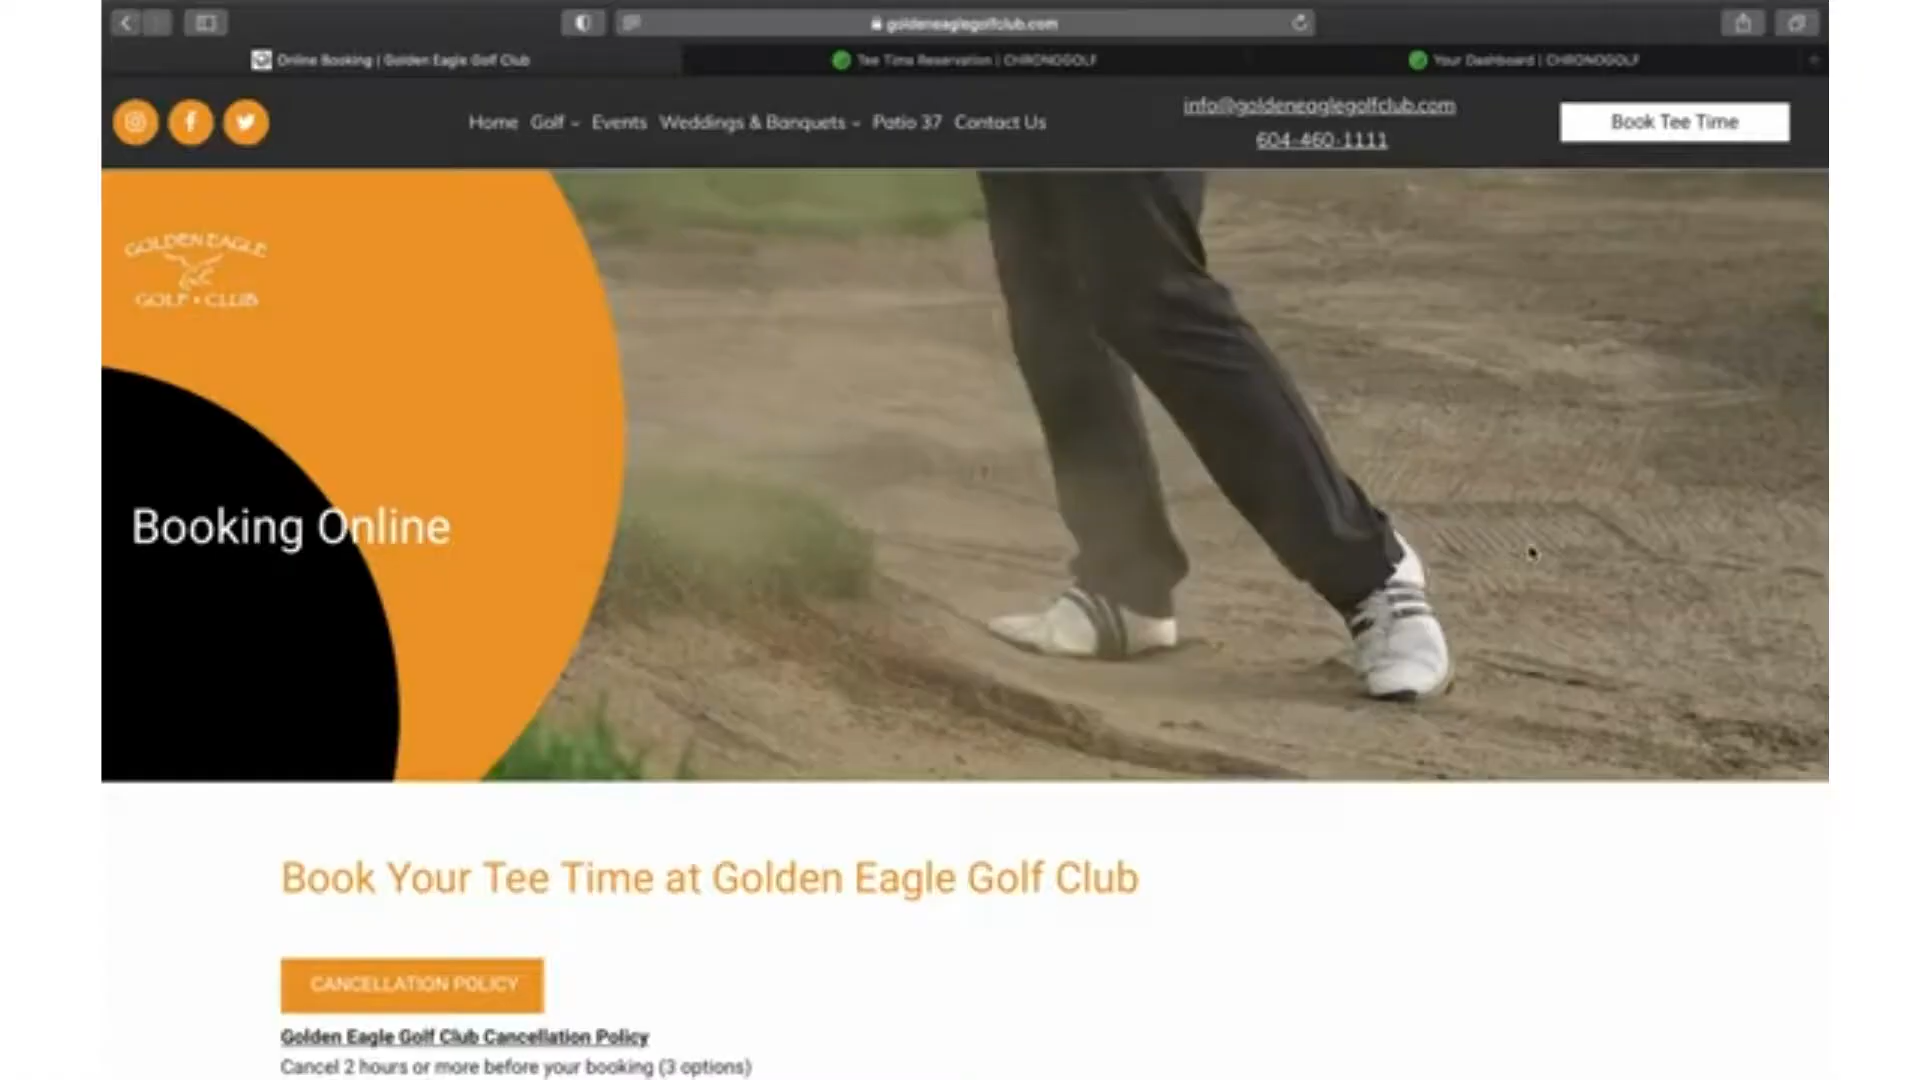 goldeneaglegolfclub.com
Online Booking | Golden Eagle Golf Club
Tee Time Reservation | CHRONOGOLF
Your Dashboard | CHRONOGOLF
Home Golf Events Weddings & Banquets Patio 37 Contact Us
info@goldeneaglegolfclub.com
604-460-1111
Book Tee Time
GOLDEN EAGLE
GOLF • CLUB
Booking Online
Book Your Tee Time at Golden Eagle Golf Club
CANCELLATION POLICY
Golden Eagle Golf Club Cancellation Policy
Cancel 2 hours or more before your booking (3 options)